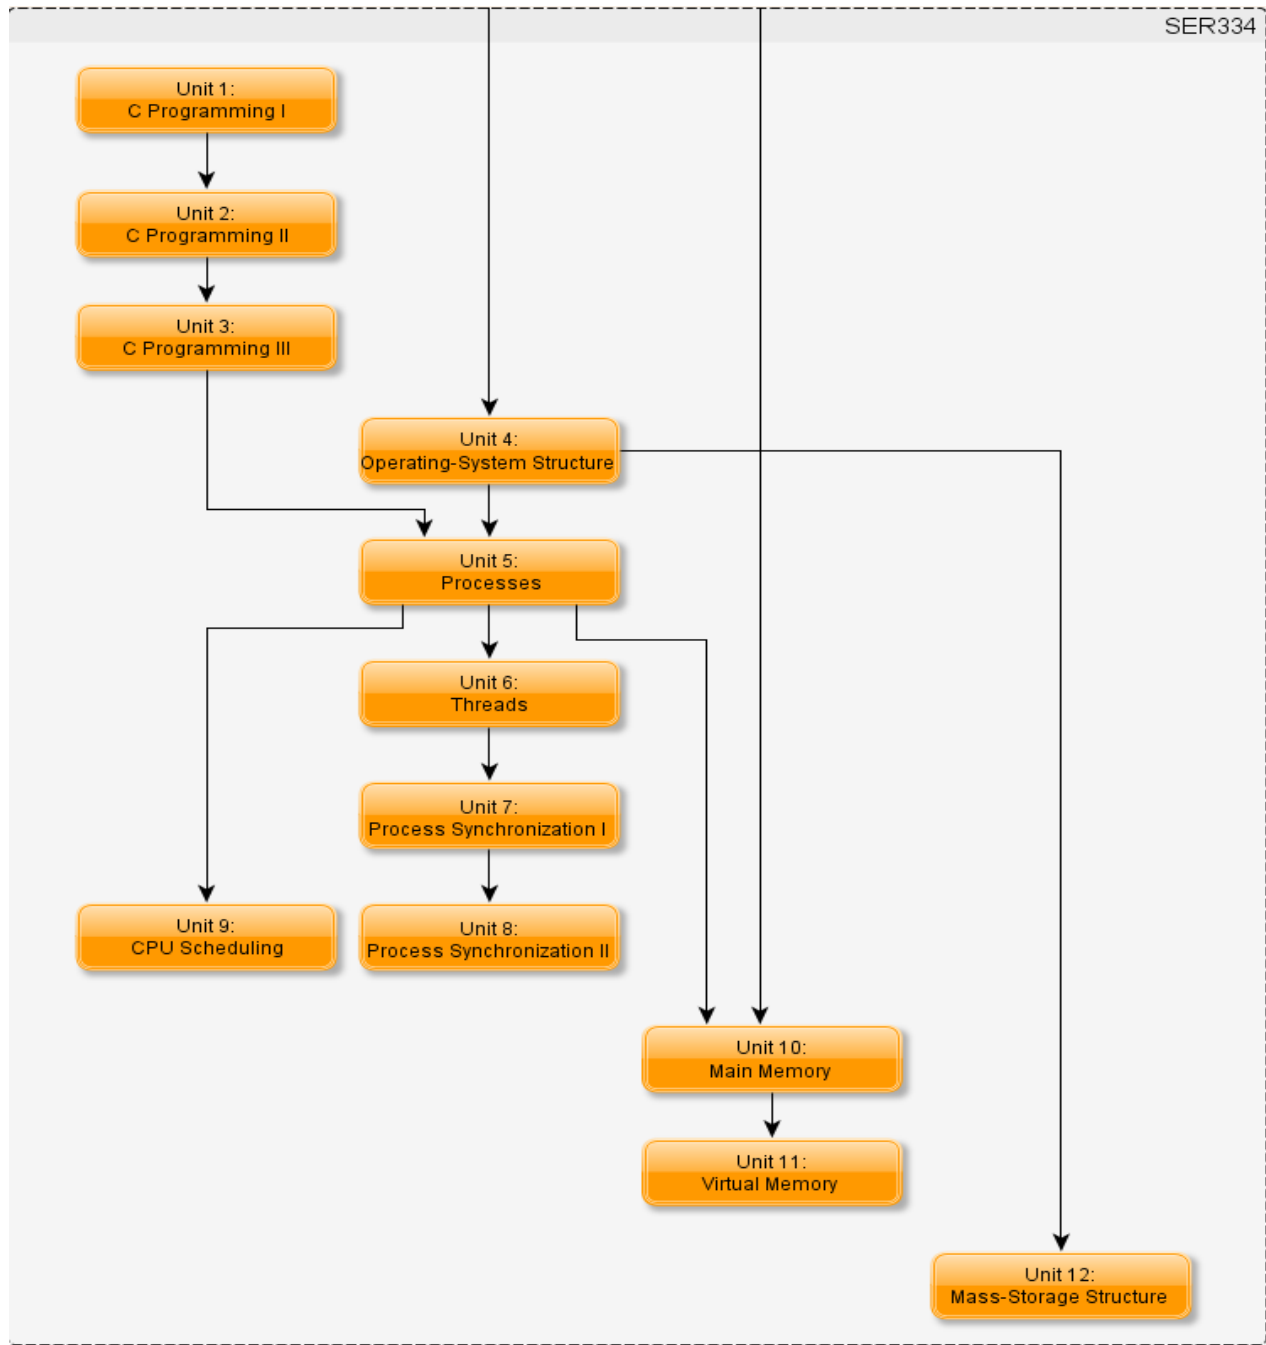 SER334
Unit 1:
C Programming I
Unit 2:
C Programming II
Unit 3:
C Programming III
Unit 4:
Operating-System Structure
Unit 5:
Processes
Unit 6:
Threads
Unit 7:
Process Synchronization I
Unit 9:
CPU Scheduling
Unit 8:
Process Synchronization II
Unit 10:
Main Memory
Unit 11:
Virtual Memory
Unit 12:
Mass-Storage Structure